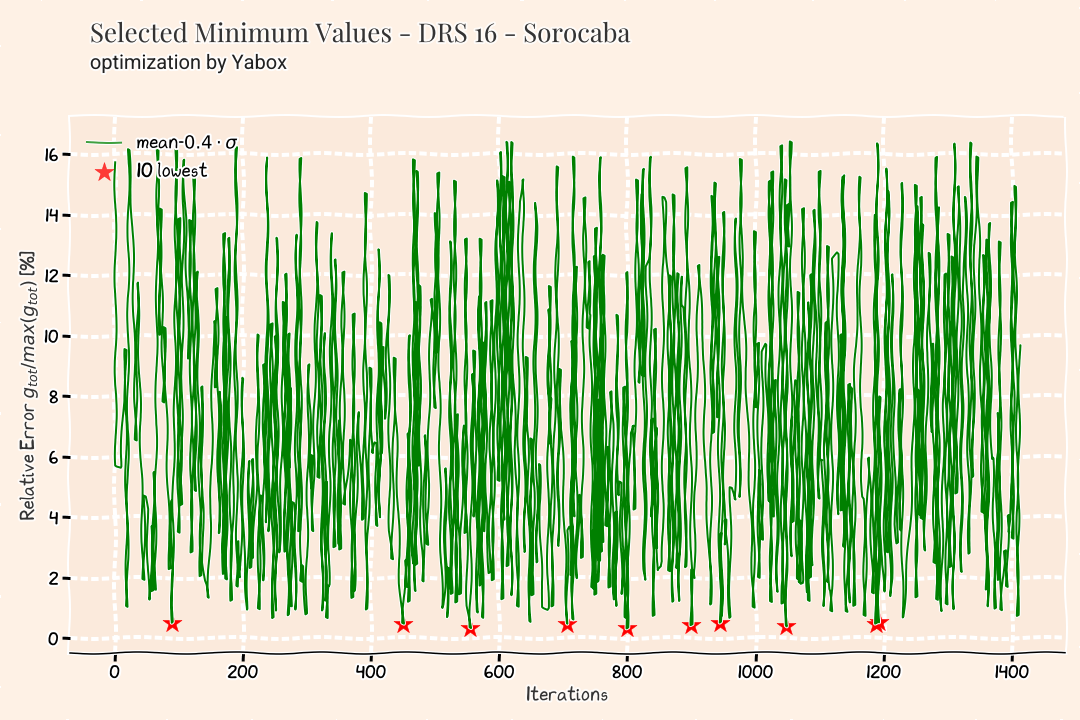 Selected Minimum Values - DRS 16 - Sorocaba
optimization by Yabox
mean-0.4 · σ
10 lowest
Relative Error g_tot/max(g_tot) [%]
16
14
12
10
8
6
4
2
0
0 200 400 600 800 1000 1200 1400
Iterations